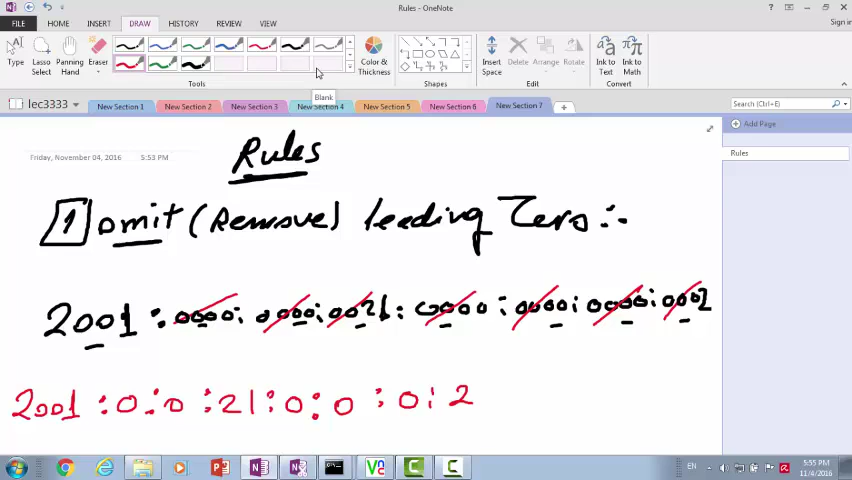 Rules - OneNote
Sign in
FILE HOME INSERT DRAW HISTORY REVIEW VIEW
Type Lasso Select Panning Hand Eraser Color & Thickness Insert Space Delete Ink to Text Ink to Math
Tools Shapes Edit Convert
Blank
lec3333 New Section 1 New Section 2 New Section 3 New Section 4 New Section 5 New Section 6 New Section 7
Search (Ctrl+E)
Add Page
Rules
Friday, November 04, 2016 5:53 PM
Rules
1 omit (Remove) leading Zero:-
2001:0000:0000:0021:0000:0000:0000:0002
2001:0:0:21:0:0:0:2
EN 5:55 PM
11/4/2016